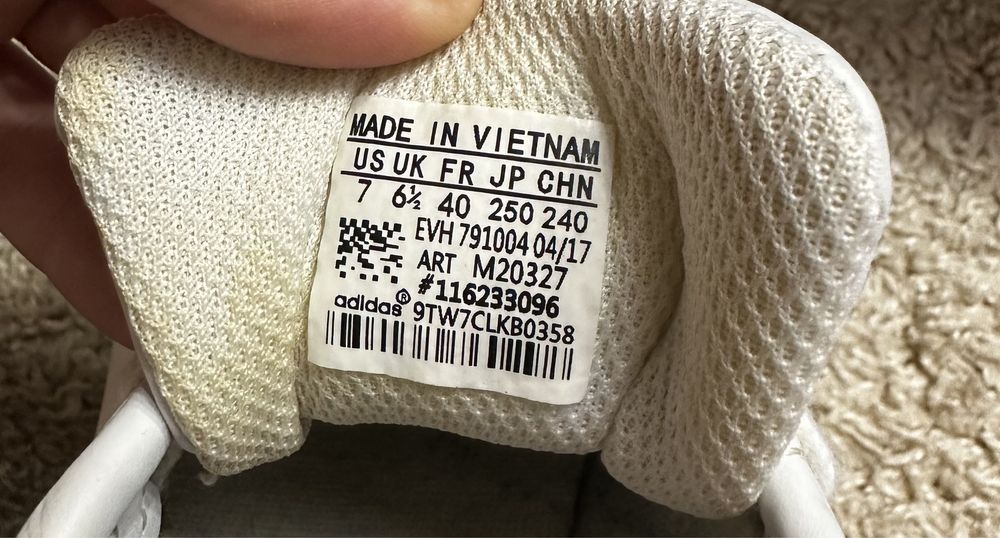 MADE IN VIETNAM
US UK FR JP CHN
7 6½ 40 250 240
EVH 791004 04/17
ART M20327
#116233096
adidas® 9TW7CLKB0358